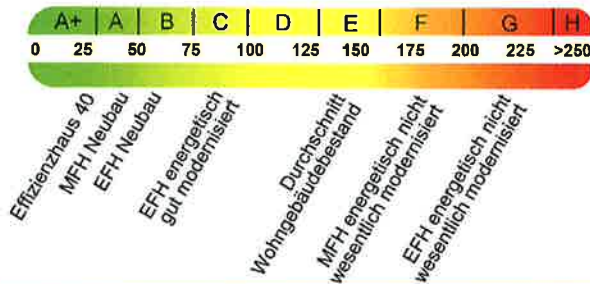 A+ A B C D E F G H
0 25 50 75 100 125 150 175 200 225 >250
Effizienzhaus 40
MFH Neubau
EFH Neubau
EFH energetisch
gut modernisiert
Durchschnitt
Wohngebäudebestand
MFH energetisch nicht
wesentlich modernisiert
EFH energetisch nicht
wesentlich modernisiert